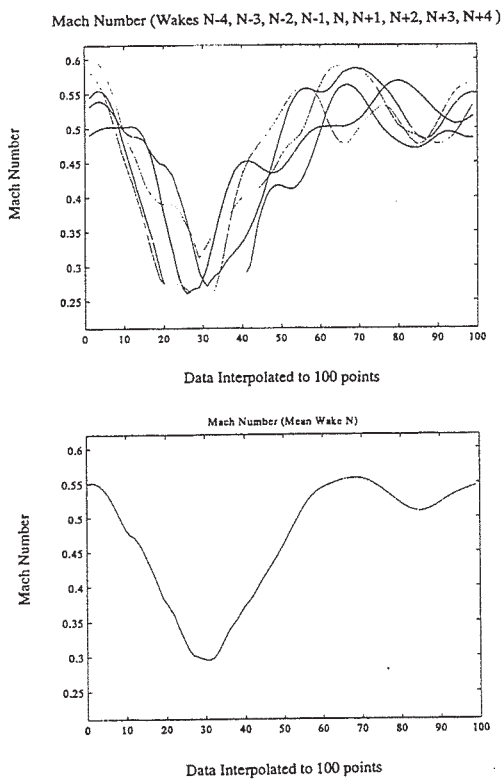 Mach Number (Wakes N-4, N-3, N-2, N-1, N, N+1, N+2, N+3, N+4 )
0.6
0.55
0.5
0.45
0.4
0.35
0.3
0.25
Mach Number
0 10 20 30 40 50 60 70 80 90 100
Data Interpolated to 100 points
Mach Number (Mean Wake N)
0.6
0.55
0.5
0.45
0.4
0.35
0.3
0.25
Mach Number
0 10 20 30 40 50 60 70 80 90 100
Data Interpolated to 100 points